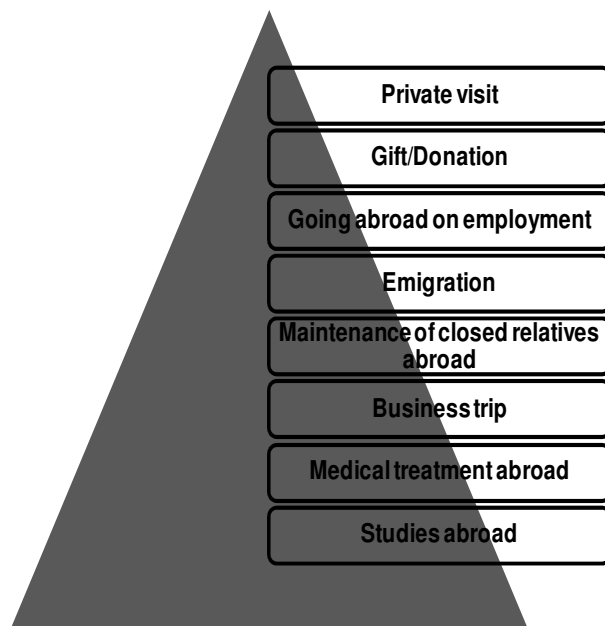 Private visit
Gift/Donation
Going abroad on employment
Emigration
Maintenance of closed relatives
abroad
Business trip
Medical treatment abroad
Studies abroad